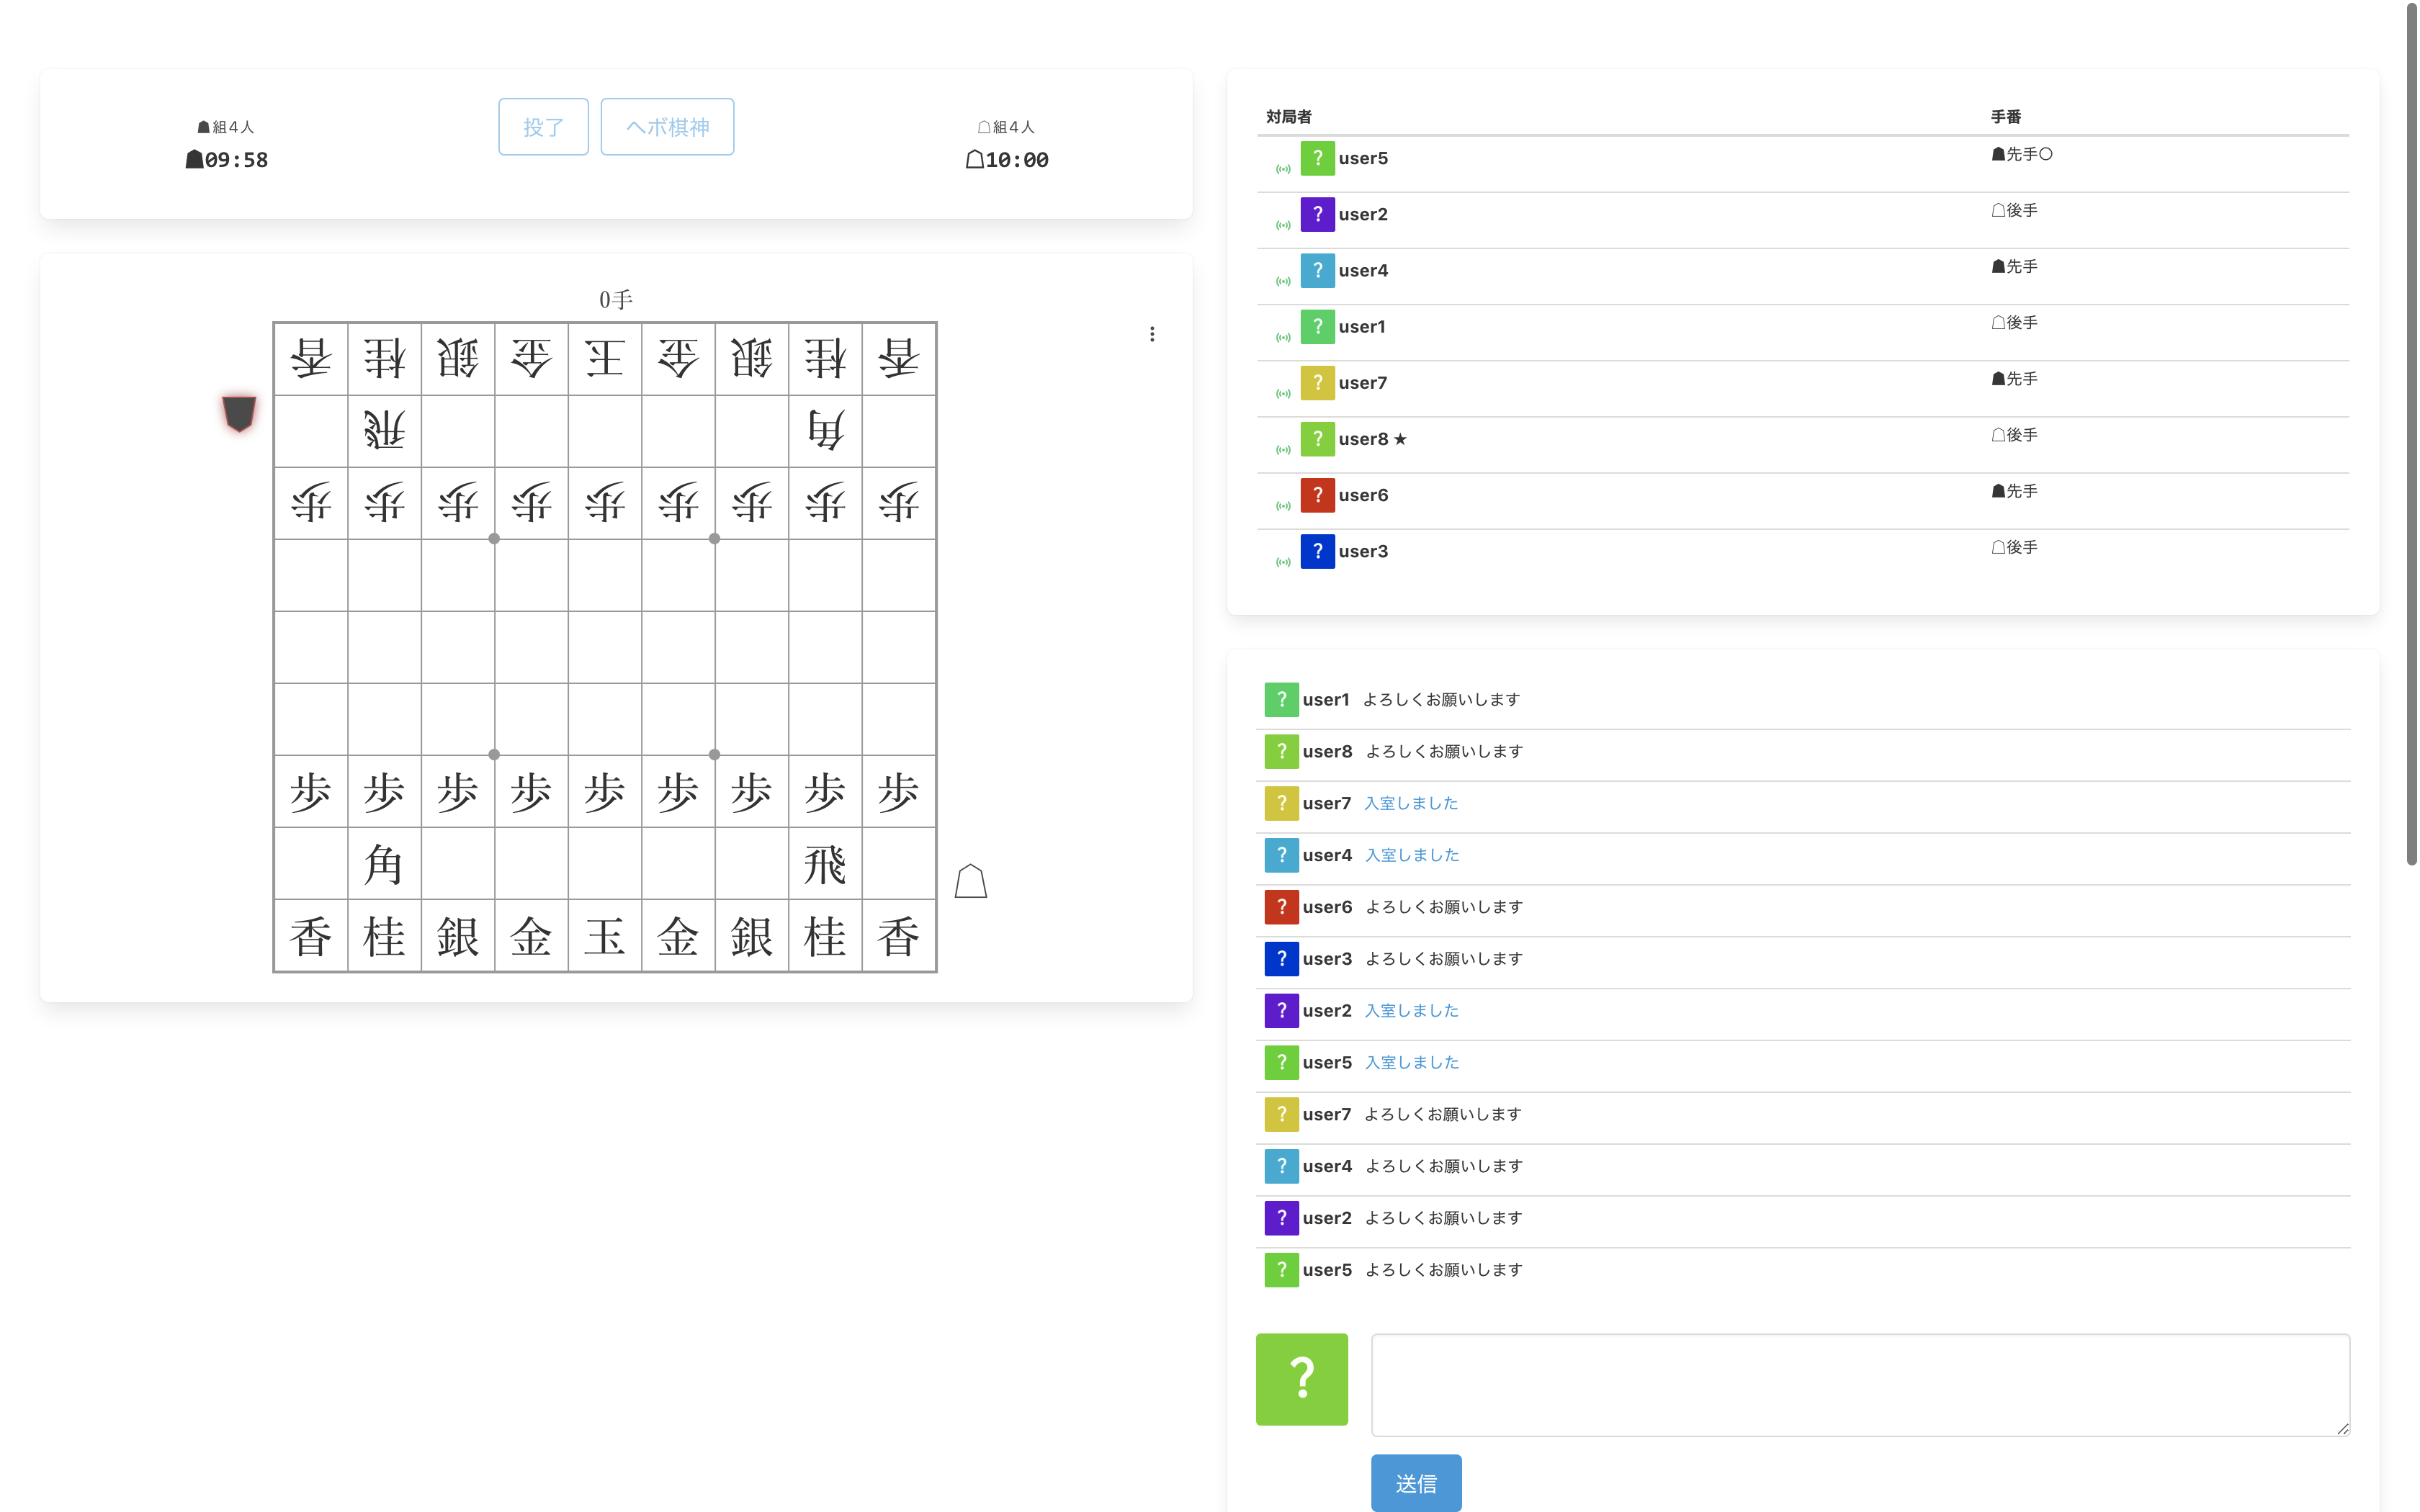 ☗組4人
☗09:58
投了
ヘボ棋神
☖組4人
☖10:00
0手
香桂銀金王金銀桂香
飛角
歩歩歩歩歩歩歩歩歩
歩歩歩歩歩歩歩歩歩
角飛
香桂銀金玉金銀桂香
対局者 手番
? user5 ☗先手○
? user2 ☖後手
? user4 ☗先手
? user1 ☖後手
? user7 ☗先手
? user8 ★ ☖後手
? user6 ☗先手
? user3 ☖後手
? user1 よろしくお願いします
? user8 よろしくお願いします
? user7 入室しました
? user4 入室しました
? user6 よろしくお願いします
? user3 よろしくお願いします
? user2 入室しました
? user5 入室しました
? user7 よろしくお願いします
? user4 よろしくお願いします
? user2 よろしくお願いします
? user5 よろしくお願いします
?
送信